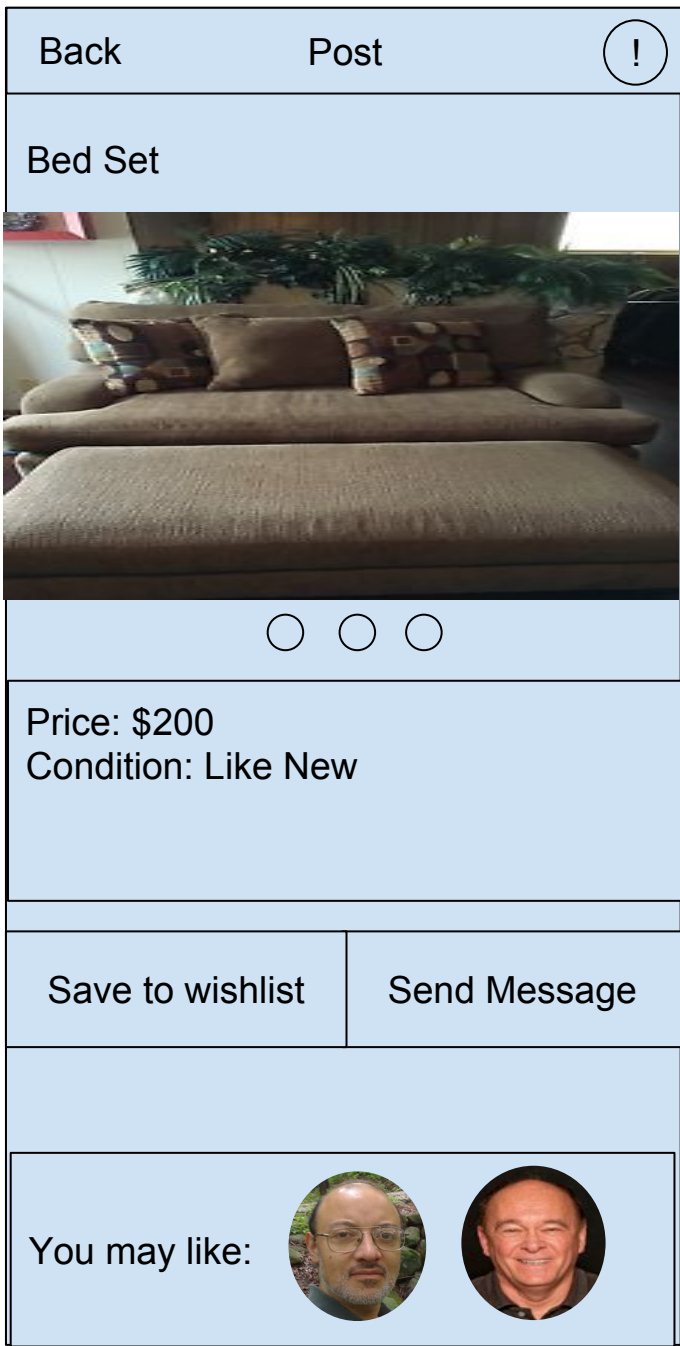 Back Post !
Bed Set
Price: $200
Condition: Like New
Save to wishlist Send Message
You may like: